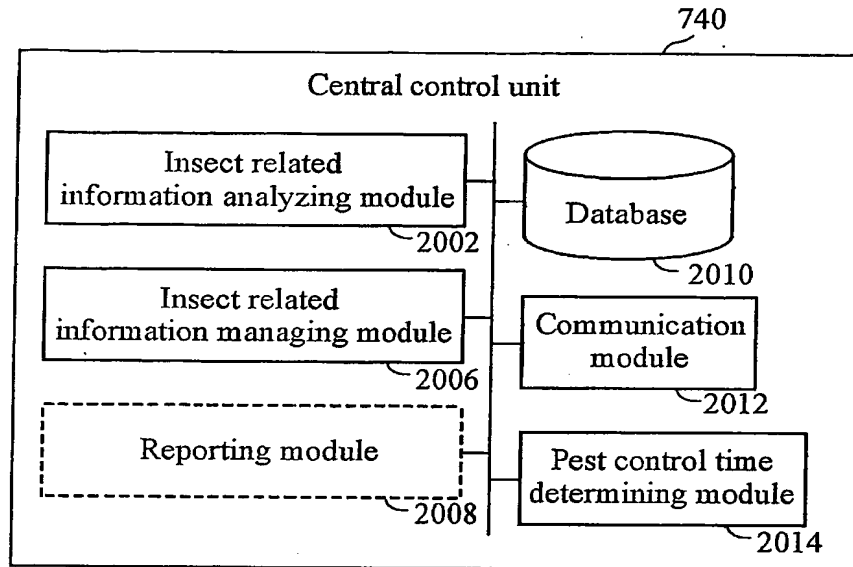 740
Central control unit
Insect related
information analyzing module
2002
Database
2010
Insect related
information managing module
2006
Communication
module
2012
Reporting module
2008
Pest control time
determining module
2014